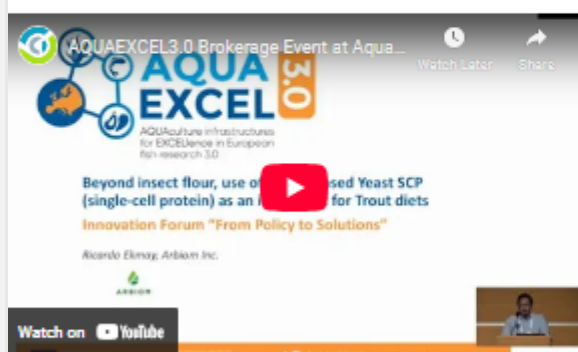 AQUAEXCEL3.0 Brokerage Event at Aqua...
Watch Later
Share
AQUA
EXCEL
3.0
AQUAculture infrastructures
for EXCELlence in European
fish research 3.0
Beyond insect flour, use of sed Yeast SCP
(single-cell protein) as an for Trout diets
Innovation Forum "From Policy to Solutions"
Ricardo Ekmay, Arbiom Inc.
ARBIOM
Watch on YouTube